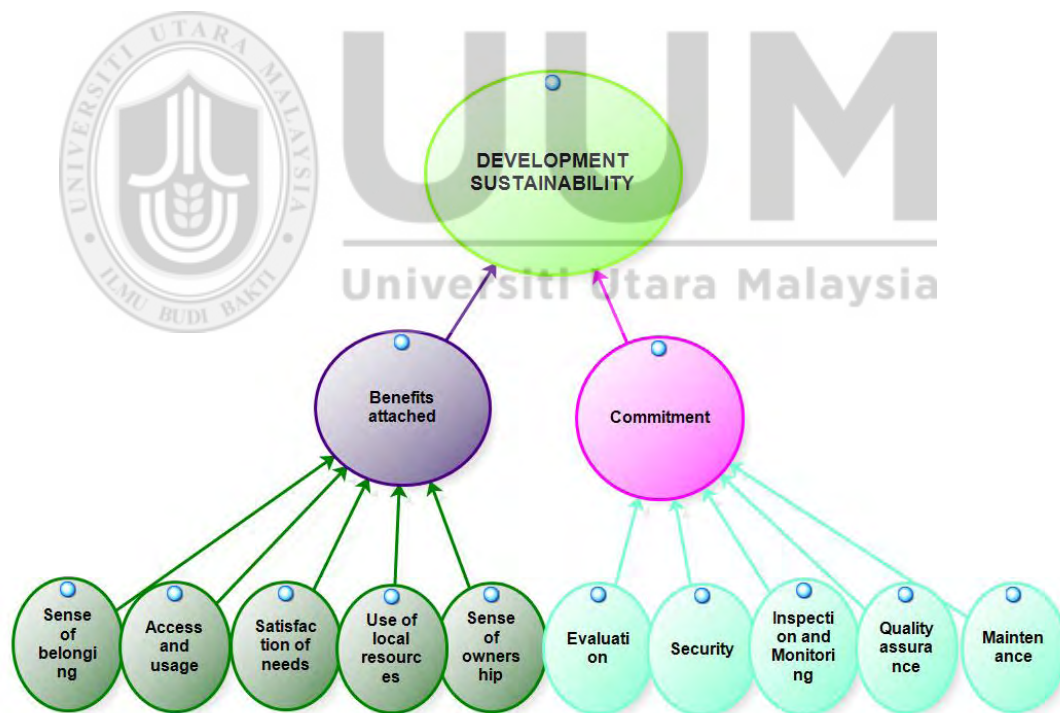 UNIVERSITI UTARA MALAYSIA
ILMU BUDI BAKTI
UUM
Universiti Utara Malaysia
DEVELOPMENT
SUSTAINABILITY
Benefits
attached
Commitment
Sense
of
belongi
ng
Access
and
usage
Satisfac
tion of
needs
Use of
local
resourc
es
Sense
of
owners
hip
Evaluati
on
Security
Inspecti
on and
Monitori
ng
Quality
assura
nce
Mainten
ance